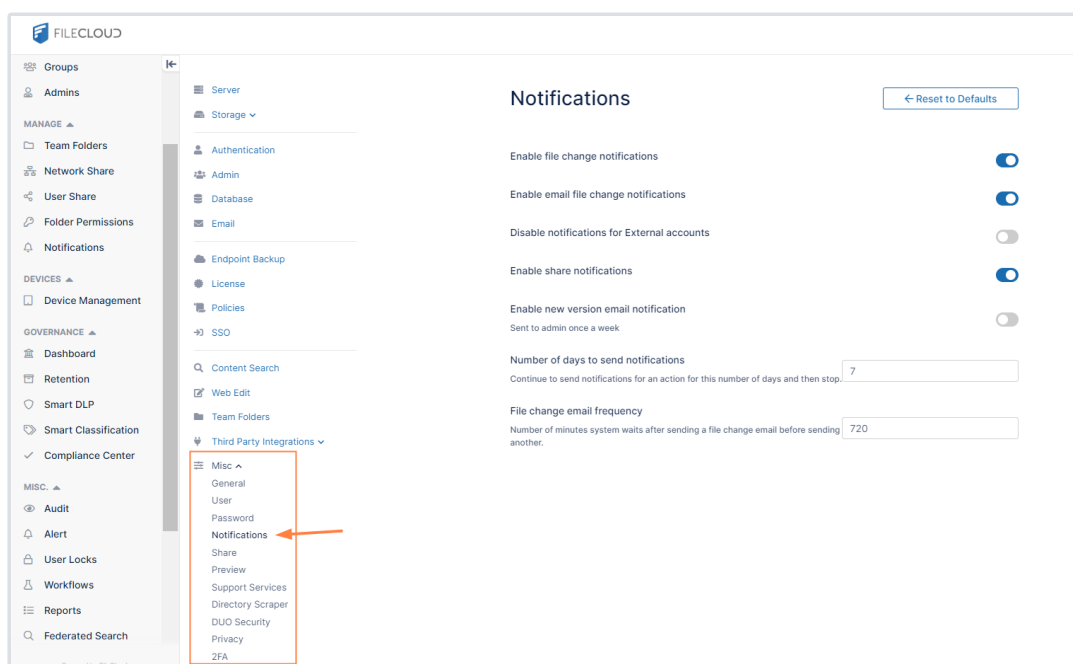 FILECLOUD
Groups
Admins
MANAGE
Team Folders
Network Share
User Share
Folder Permissions
Notifications
DEVICES
Device Management
GOVERNANCE
Dashboard
Retention
Smart DLP
Smart Classification
Compliance Center
MISC.
Audit
Alert
User Locks
Workflows
Reports
Federated Search
Server
Storage
Authentication
Admin
Database
Email
Endpoint Backup
License
Policies
SSO
Content Search
Web Edit
Team Folders
Third Party Integrations
Misc
General
User
Password
Notifications
Share
Preview
Support Services
Directory Scraper
DUO Security
Privacy
2FA
Notifications
Reset to Defaults
Enable file change notifications
Enable email file change notifications
Disable notifications for External accounts
Enable share notifications
Enable new version email notification
Sent to admin once a week
Number of days to send notifications
Continue to send notifications for an action for this number of days and then stop.
7
File change email frequency
Number of minutes system waits after sending a file change email before sending
another.
720